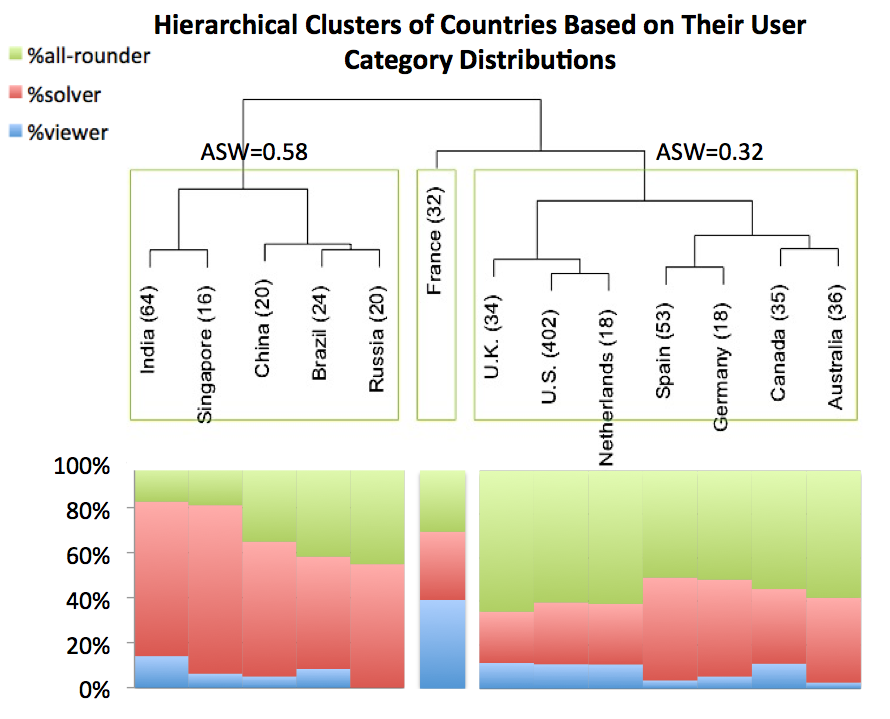 Hierarchical Clusters of Countries Based on Their User
Category Distributions
%all-rounder
%solver
%viewer
ASW=0.58
ASW=0.32
India (64)
Singapore (16)
China (20)
Brazil (24)
Russia (20)
France (32)
U.K. (34)
U.S. (402)
Netherlands (18)
Spain (53)
Germany (18)
Canada (35)
Australia (36)
100%
80%
60%
40%
20%
0%